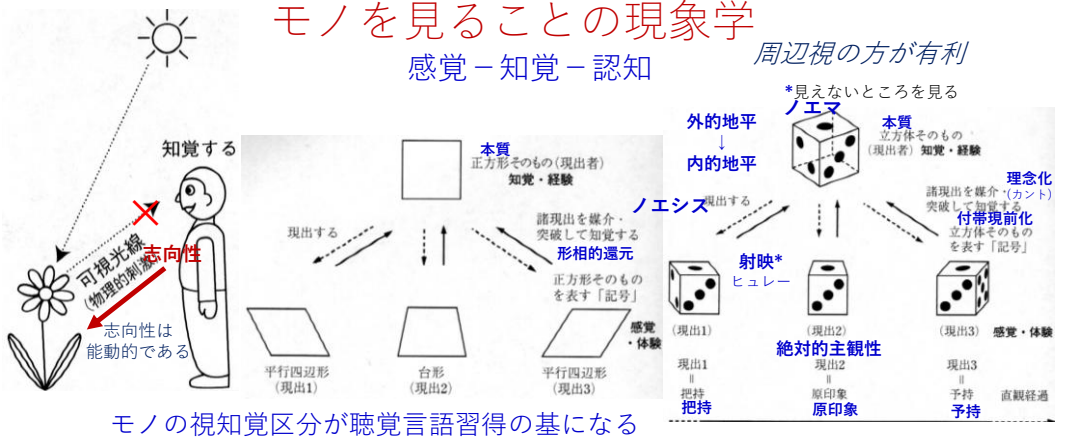 モノを見ることの現象学
感覚－知覚－認知
周辺視の方が有利
*見えないところを見る
知覚する
可視光線
(物理的刺激)
志向性
志向性は
能動的である
本質
正方形そのもの(現出者)
知覚・経験
現出する
諸現出を媒介・
突破して知覚する
形相的還元
正方形そのもの
を表す「記号」
感覚
・体験
平行四辺形
(現出1)
台形
(現出2)
平行四辺形
(現出3)
ノエマ
外的地平
↓
内的地平
本質
立方体そのもの
(現出者) 知覚・経験
ノエシス
現出する
理念化
(カント)
諸現出を媒介・
突破して知覚する
付帯現前化
立方体そのもの
を表す「記号」
射映*
ヒュレー
(現出1)
(現出2)
(現出3)
感覚・体験
絶対的主観性
現出1
=
把持
把持
現出2
=
原印象
原印象
現出3
=
予持
予持
直観経過
モノの視知覚区分が聴覚言語習得の基になる